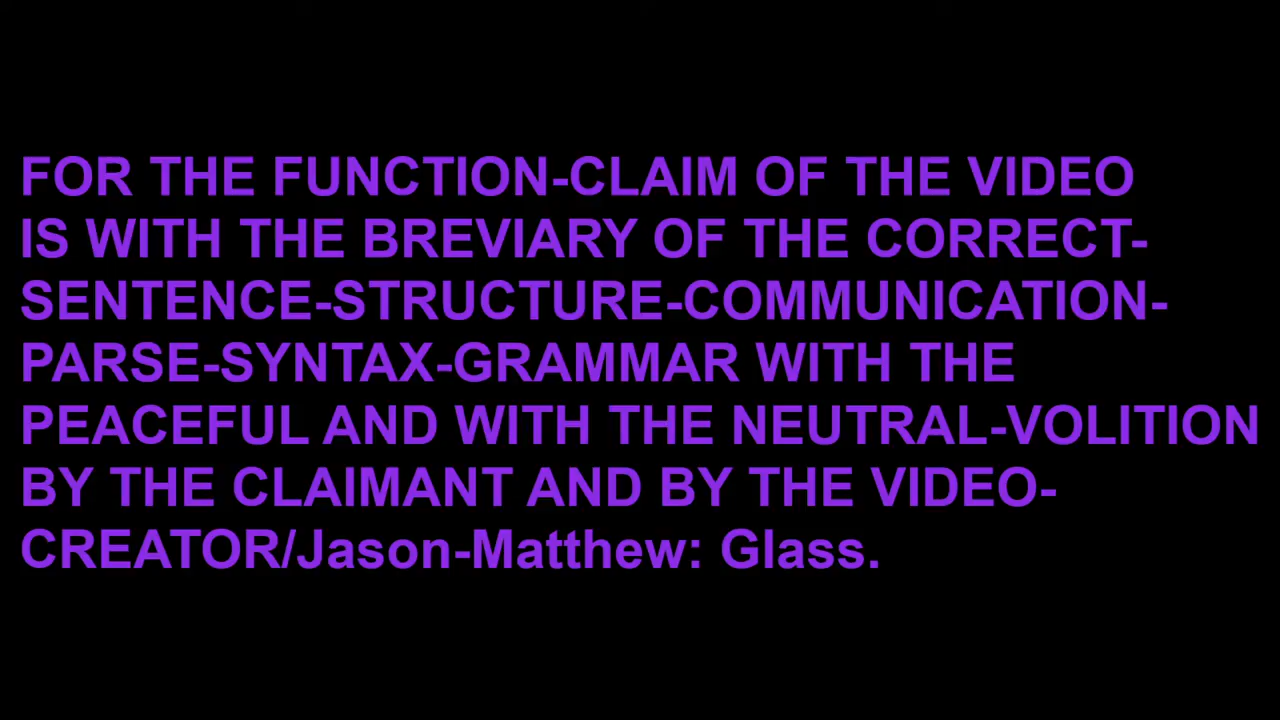 FOR THE FUNCTION-CLAIM OF THE VIDEO
IS WITH THE BREVIARY OF THE CORRECT-
SENTENCE-STRUCTURE-COMMUNICATION-
PARSE-SYNTAX-GRAMMAR WITH THE
PEACEFUL AND WITH THE NEUTRAL-VOLITION
BY THE CLAIMANT AND BY THE VIDEO-
CREATOR/Jason-Matthew: Glass.